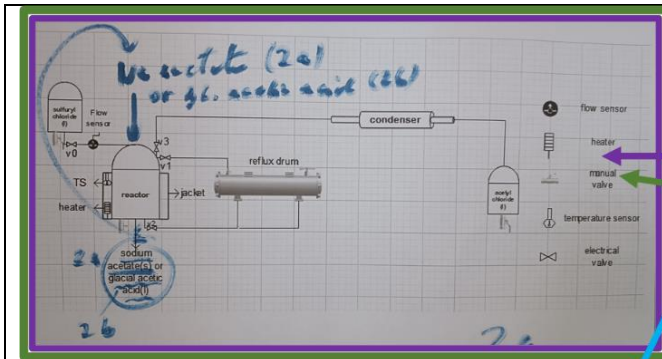 acetate (2a)
or gl. acetic acid (2b)
sulfuryl
chloride
(l)
Flow
sensor
v0
v3
v1
condenser
reflux drum
TS
heater
reactor
jacket
v2
acetyl
chloride
(l)
sodium
acetate(s) or
glacial acetic
acid(l)
2a
2b
2
flow sensor
heater
manual
valve
temperature sensor
electrical
valve